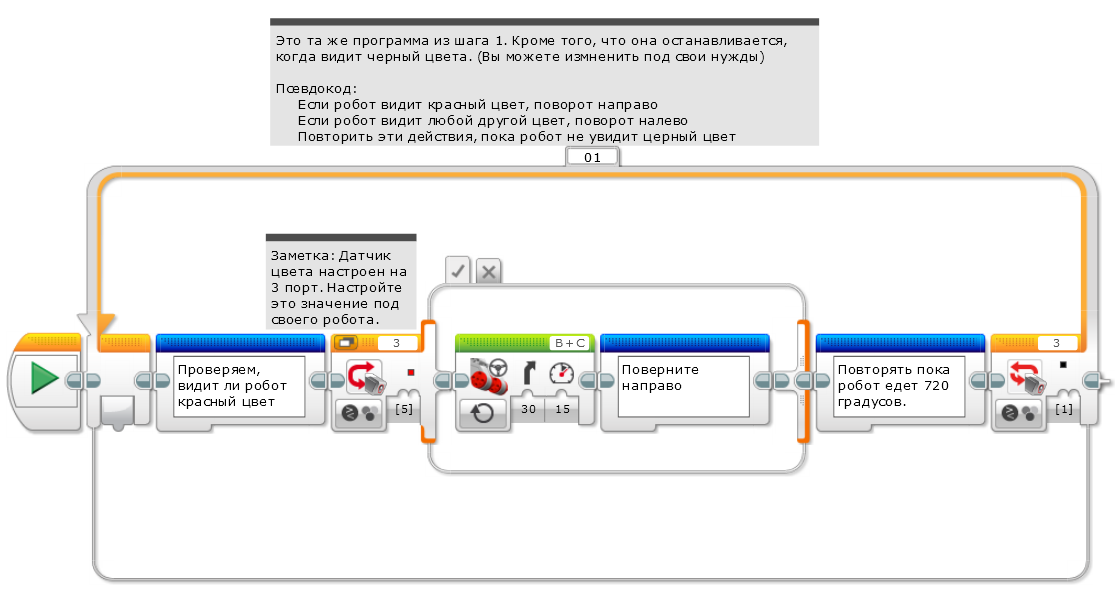 Это та же программа из шага 1. Кроме того, что она останавливается,
когда видит черный цвета. (Вы можете измненить под свои нужды)
Псевдокод:
Если робот видит красный цвет, поворот направо
Если робот видит любой другой цвет, поворот налево
Повторить эти действия, пока робот не увидит церный цвет
01
Заметка: Датчик
цвета настроен на
3 порт. Настройте
это значение под
своего робота.
Проверяем,
видит ли робот
красный цвет
3
[5]
B+C
30 15
Поверните
направо
Повторять пока
робот едет 720
градусов.
3
[1]